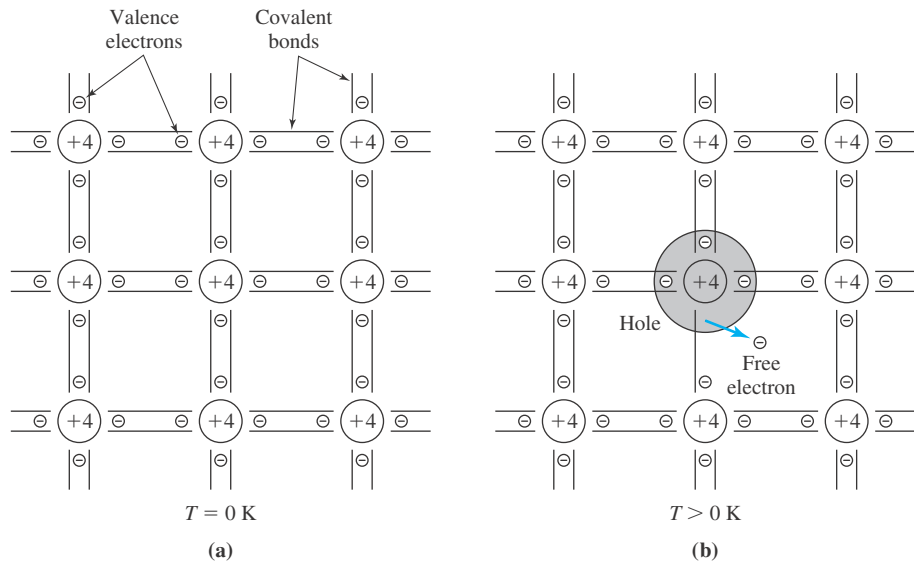 Valence
electrons
Covalent
bonds
⊖ ⊖ ⊖ ⊖ ⊖ ⊖
⊖ +4 ⊖ ⊖ +4 ⊖ ⊖ +4 ⊖ ⊖ +4 ⊖ ⊖ +4 ⊖ ⊖ +4 ⊖
⊖ ⊖ ⊖ ⊖ ⊖ ⊖
⊖ ⊖ ⊖ ⊖ ⊖ ⊖
⊖ +4 ⊖ ⊖ +4 ⊖ ⊖ +4 ⊖ ⊖ +4 ⊖ ⊖ +4 ⊖ ⊖ +4 ⊖
⊖ ⊖ ⊖ ⊖ ⊖
Hole
⊖
Free
electron
⊖ ⊖ ⊖ ⊖ ⊖ ⊖
⊖ +4 ⊖ ⊖ +4 ⊖ ⊖ +4 ⊖ ⊖ +4 ⊖ ⊖ +4 ⊖ ⊖ +4 ⊖
⊖ ⊖ ⊖ ⊖ ⊖ ⊖
T = 0 K
(a)
T > 0 K
(b)